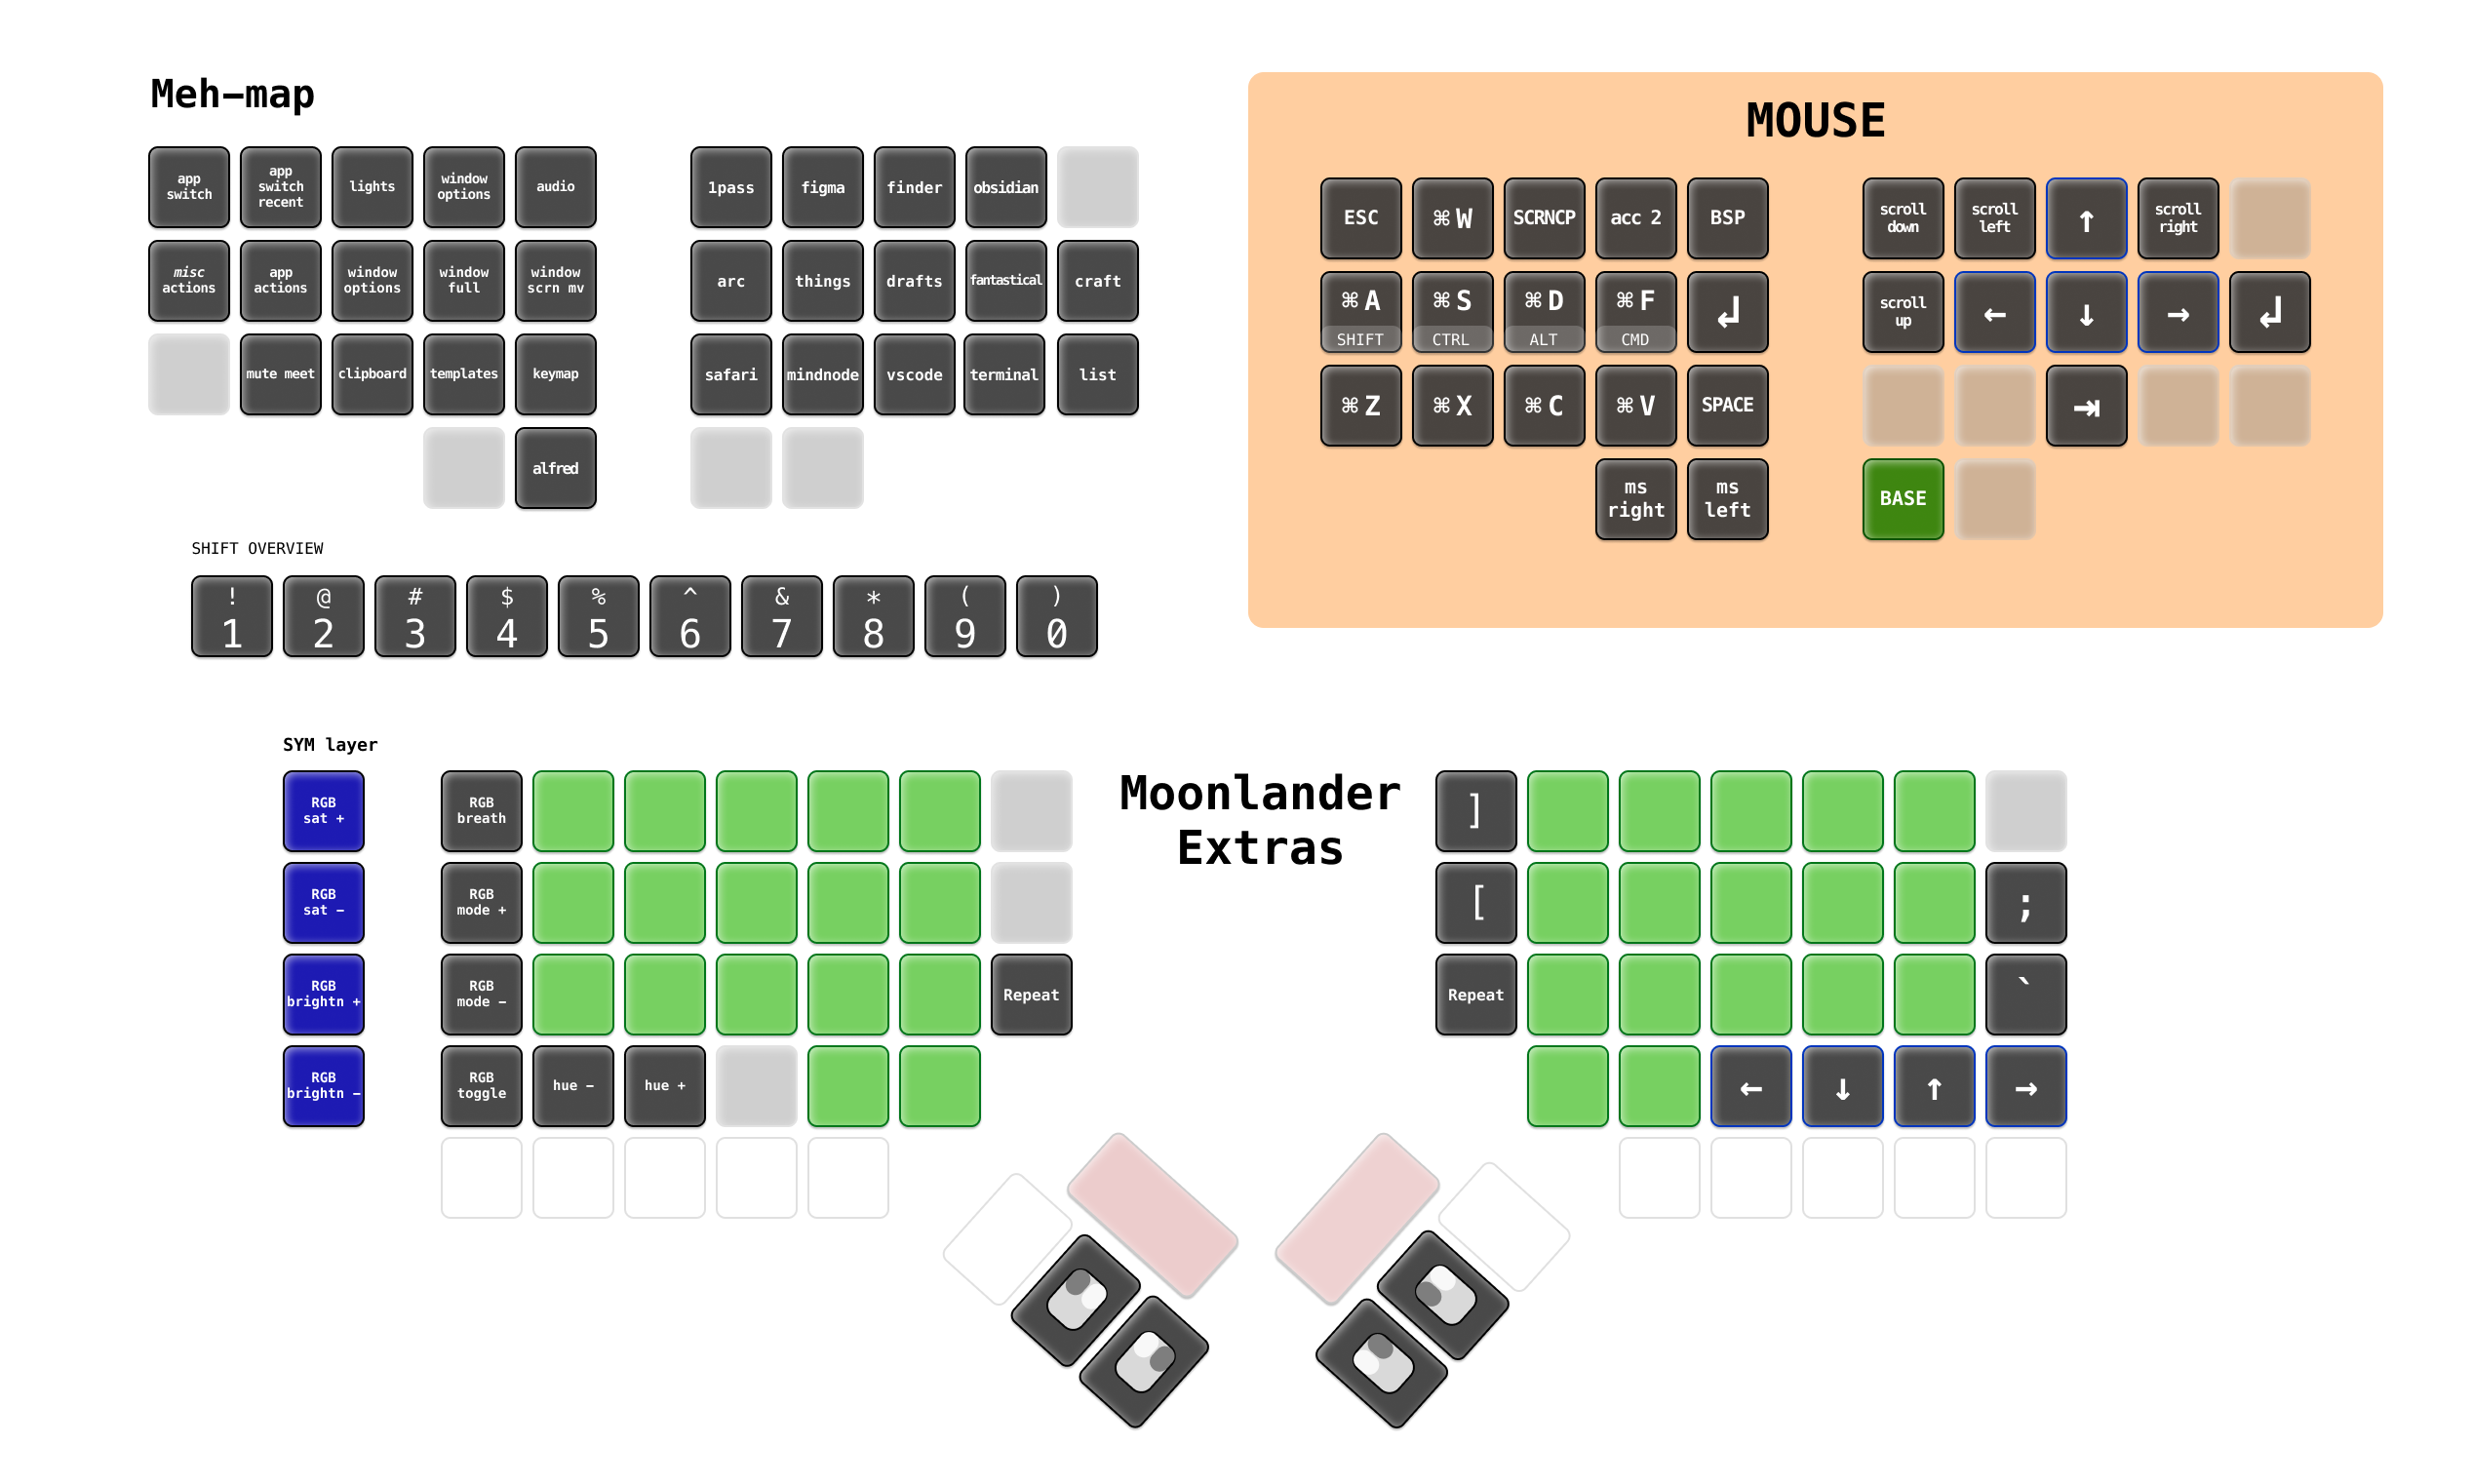 Meh-map
app switch
app switch recent
lights
window options
audio
1pass
figma
finder
obsidian
misc actions
app actions
window options
window full
window scrn mv
arc
things
drafts
fantastical
craft
mute meet
clipboard
templates
keymap
safari
mindnode
vscode
terminal
list
alfred
SHIFT OVERVIEW
! @ # $ % ^ & * ( )
1 2 3 4 5 6 7 8 9 0
MOUSE
ESC
⌘ W
SCRNCP
acc 2
BSP
scroll down
scroll left
↑
scroll right
⌘ A
SHIFT
⌘ S
CTRL
⌘ D
ALT
⌘ F
CMD
↲
scroll up
←
↓
→
↲
⌘ Z
⌘ X
⌘ C
⌘ V
SPACE
⇥
ms right
ms left
BASE
SYM layer
Moonlander
Extras
RGB sat +
RGB breath
]
RGB sat −
RGB mode +
[
;
RGB brightn +
RGB mode −
Repeat
Repeat
`
RGB brightn −
RGB toggle
hue −
hue +
←
↓
↑
→